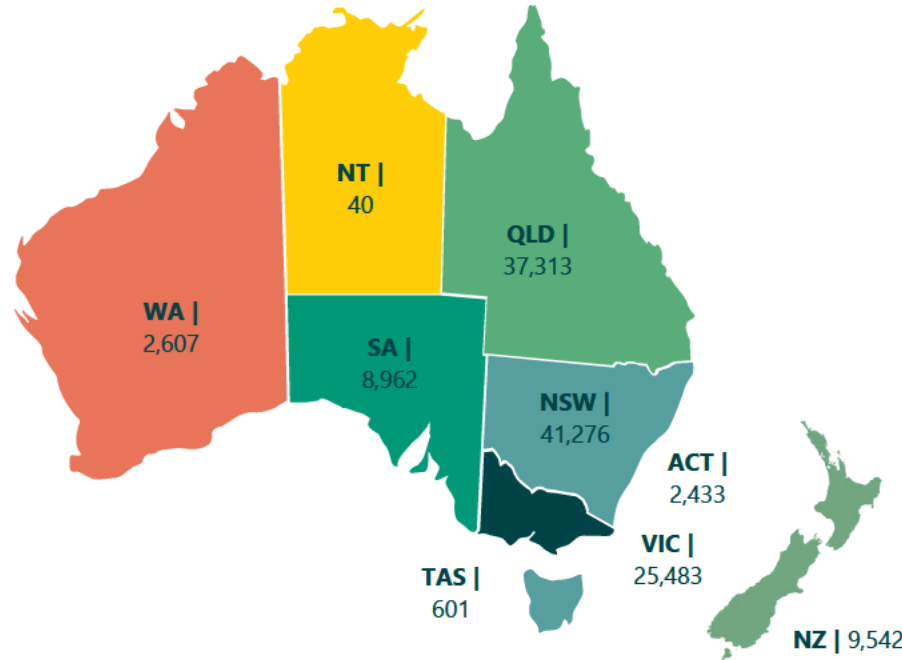 NT |
40
QLD |
37,313
WA |
2,607
SA |
8,962
NSW |
41,276
ACT |
2,433
VIC |
25,483
TAS |
601
NZ | 9,542